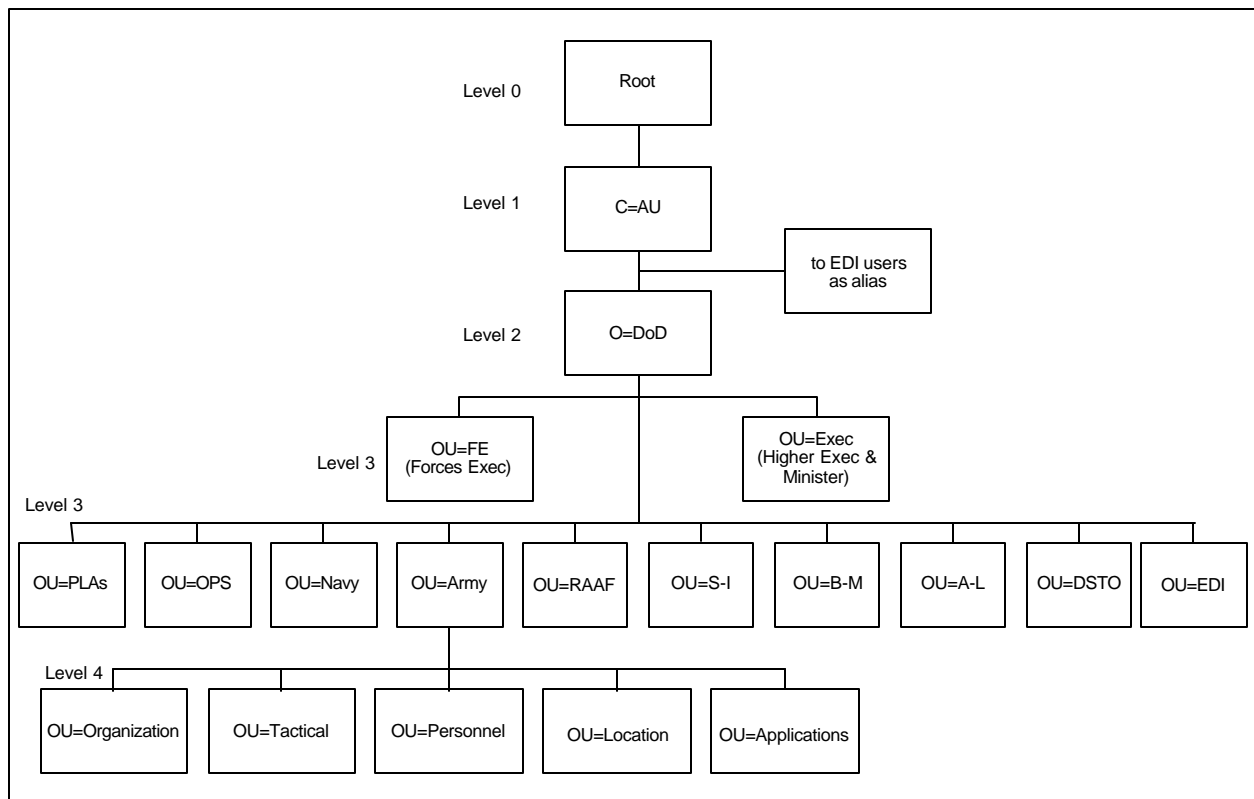 Level 0
Root
Level 1
C=AU
to EDI users
as alias
Level 2
O=DoD
Level 3
OU=FE
(Forces Exec)
OU=Exec
(Higher Exec &
Minister)
Level 3
OU=PLAs
OU=OPS
OU=Navy
OU=Army
OU=RAAF
OU=S-I
OU=B-M
OU=A-L
OU=DSTO
OU=EDI
Level 4
OU=Organization
OU=Tactical
OU=Personnel
OU=Location
OU=Applications